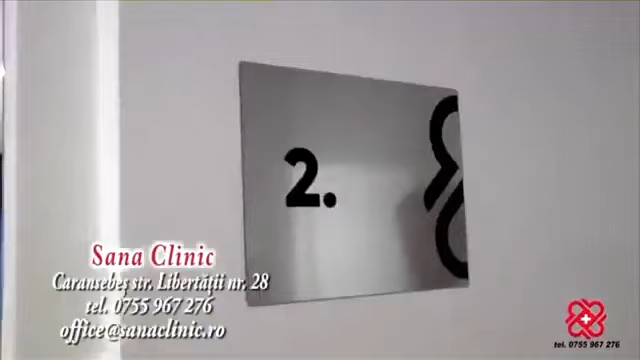 2.
Sana Clinic
Caransebeș str. Libertății nr. 28
tel. 0755 967 276
office@sanaclinic.ro
tel. 0755 967 276